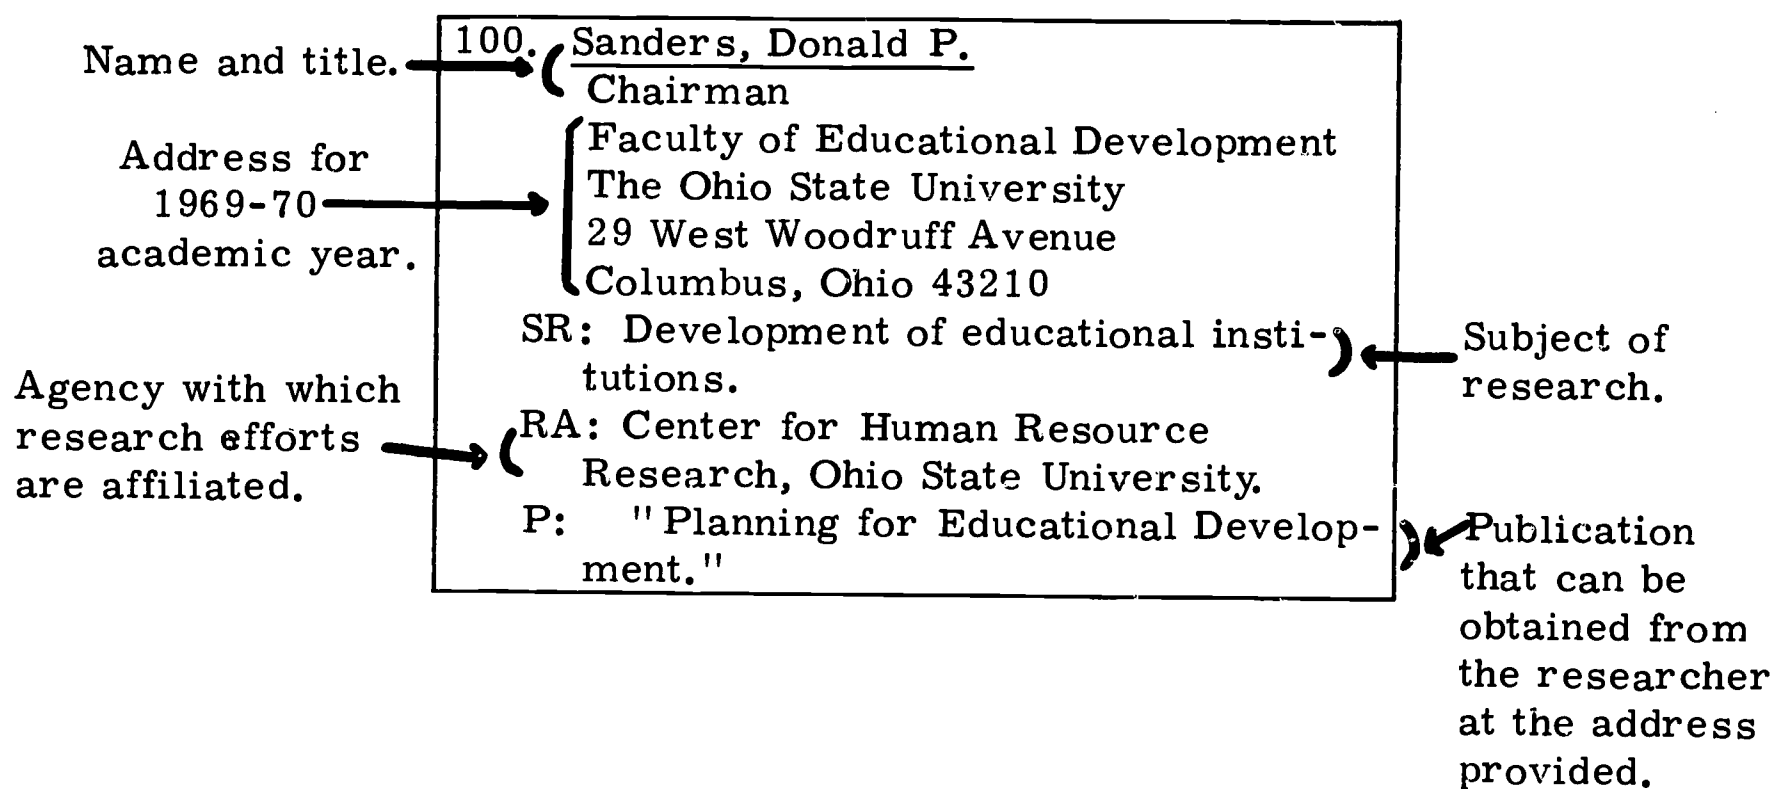 Name and title.
Address for
1969-70
academic year.
Agency with which
research efforts
are affiliated.
100. Sanders, Donald P.
Chairman
Faculty of Educational Development
The Ohio State University
29 West Woodruff Avenue
Columbus, Ohio 43210
SR: Development of educational insti-
tutions.
RA: Center for Human Resource
Research, Ohio State University.
P: "Planning for Educational Develop-
ment."
Subject of
research.
Publication
that can be
obtained from
the researcher
at the address
provided.